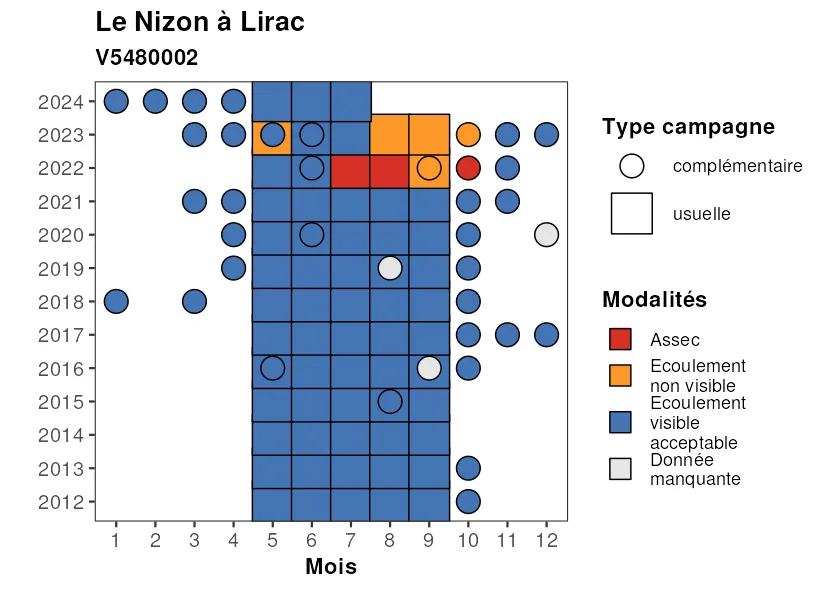 Le Nizon à Lirac
V5480002
2024
2023
2022
2021
2020
2019
2018
2017
2016
2015
2014
2013
2012
1 2 3 4 5 6 7 8 9 10 11 12
Mois
Type campagne
complémentaire
usuelle
Modalités
Assec
Ecoulement
non visible
Ecoulement
visible
acceptable
Donnée
manquante